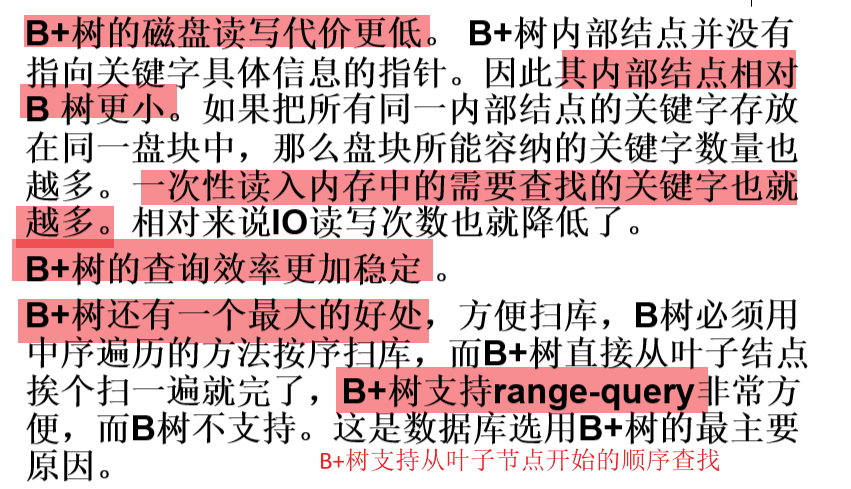 B+树的磁盘读写代价更低。 B+树内部结点并没有
指向关键字具体信息的指针。因此其内部结点相对
B 树更小。如果把所有同一内部结点的关键字存放
在同一盘块中，那么盘块所能容纳的关键字数量也
越多。一次性读入内存中的需要查找的关键字也就
越多。相对来说IO读写次数也就降低了。
B+树的查询效率更加稳定 。
B+树还有一个最大的好处，方便扫库，B树必须用
中序遍历的方法按序扫库，而B+树直接从叶子结点
挨个扫一遍就完了，B+树支持range-query非常方
便，而B树不支持。这是数据库选用B+树的最主要
原因。
B+树支持从叶子节点开始的顺序查找